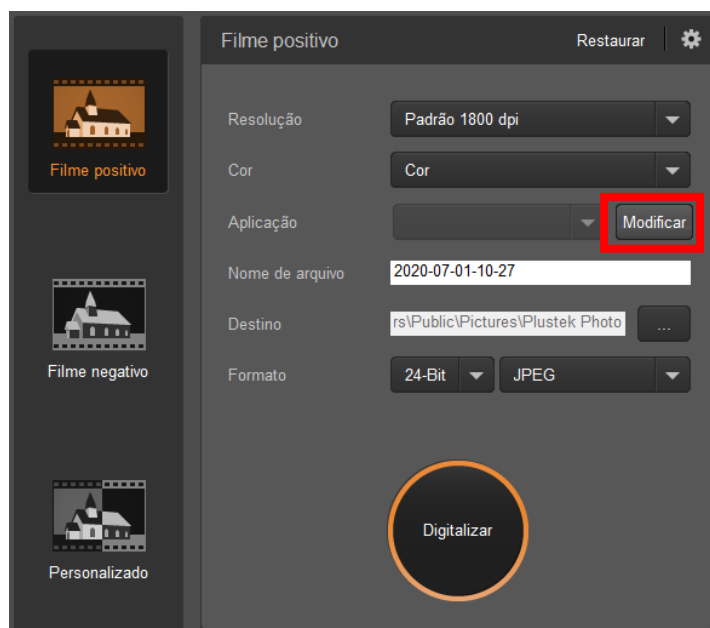 Filme positivo
Restaurar
Filme positivo
Resolução
Padrão 1800 dpi
Cor
Cor
Aplicação
Modificar
Nome de arquivo
2020-07-01-10-27
Destino
rs\Public\Pictures\Plustek Photo
...
Filme negativo
Formato
24-Bit
JPEG
Digitalizar
Personalizado